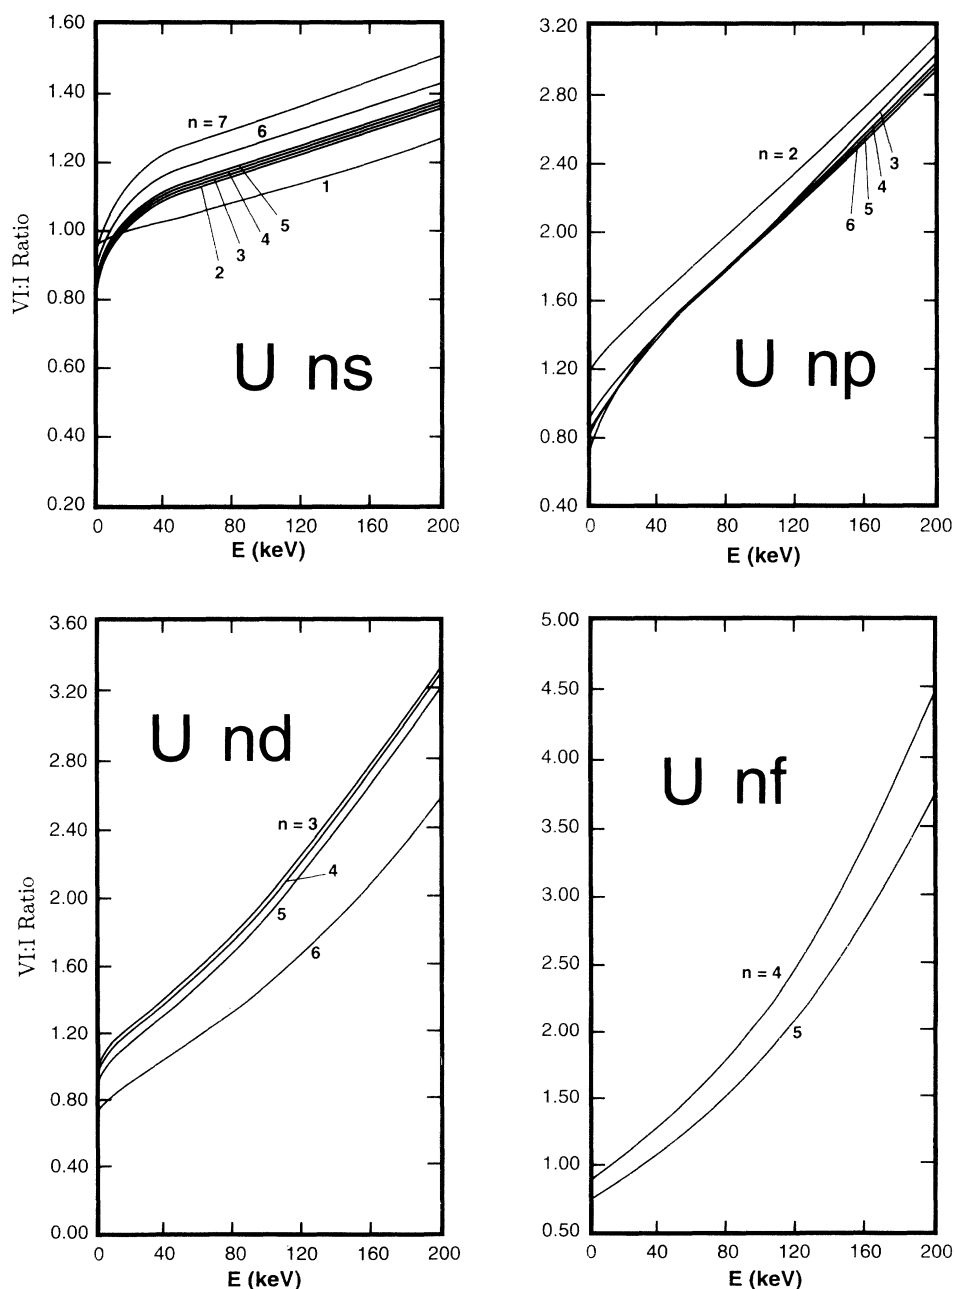 1.60
1.40
1.20
1.00
0.80
0.60
0.40
0.20
VI:I Ratio
n = 7
6
1
5
4
3
2
U ns
0 40 80 120 160 200
E (keV)
3.20
2.80
2.40
2.00
1.60
1.20
0.80
0.40
n = 2
3
4
5
6
U np
0 40 80 120 160 200
E (keV)
3.60
3.20
2.80
2.40
2.00
1.60
1.20
0.80
0.40
0.00
VI:I Ratio
U nd
n = 3
4
5
6
0 40 80 120 160 200
E (keV)
5.00
4.50
4.00
3.50
3.00
2.50
2.00
1.50
1.00
0.50
U nf
n = 4
5
0 40 80 120 160 200
E (keV)